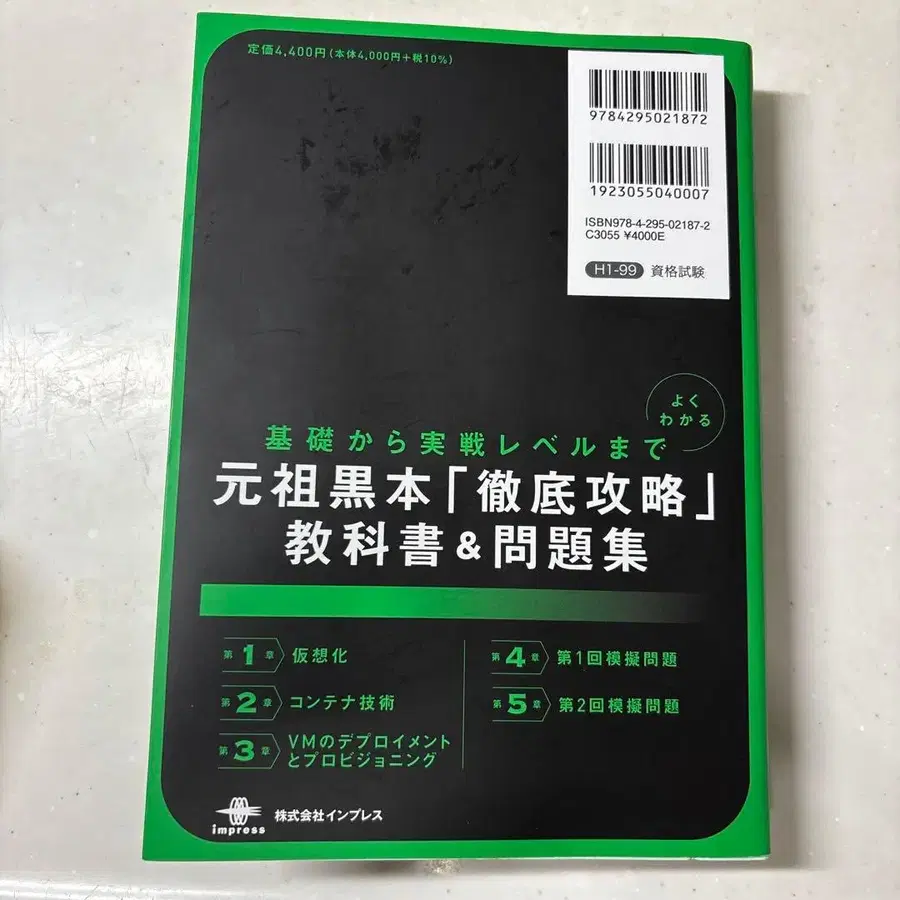 定価4,400円(本体4,000円+税10%)
9784295021872
1923055040007
ISBN978-4-295-02187-2
C3055 ¥4000E
H1-99 資格試験
よく
わかる
基礎から実戦レベルまで
元祖黒本「徹底攻略」
教科書&問題集
第1章 仮想化
第2章 コンテナ技術
第3章 VMのデプロイメント
とプロビジョニング
第4章 第1回模擬問題
第5章 第2回模擬問題
impress
株式会社インプレス